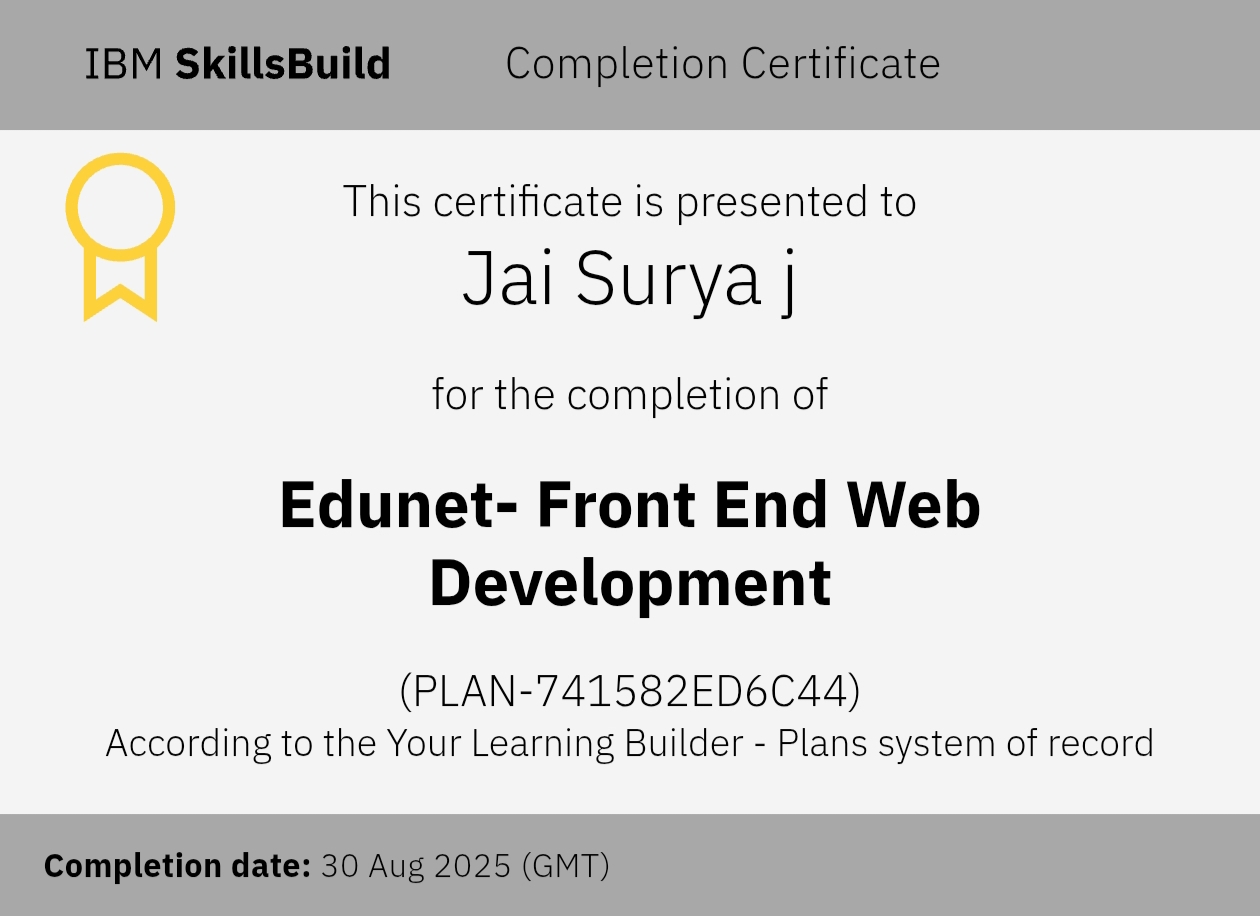 IBM SkillsBuild Completion Certificate
This certificate is presented to
Jai Surya j
for the completion of
Edunet- Front End Web
Development
(PLAN-741582ED6C44)
According to the Your Learning Builder - Plans system of record
Completion date: 30 Aug 2025 (GMT)